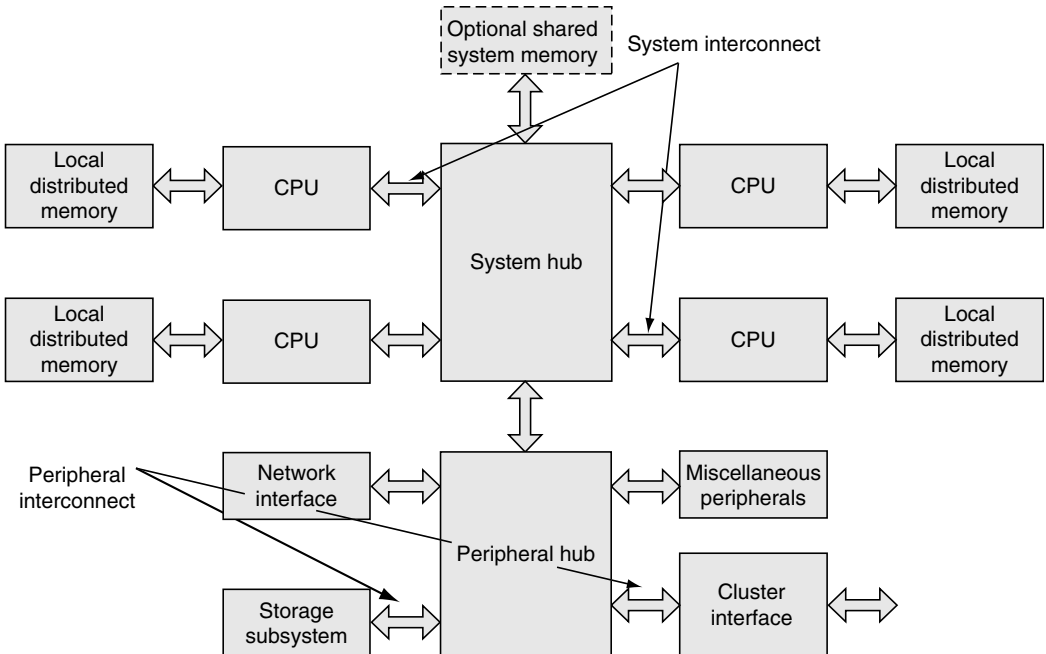 Optional shared
system memory
System interconnect
Local
distributed
memory
CPU
CPU
Local
distributed
memory
System hub
Local
distributed
memory
CPU
CPU
Local
distributed
memory
Peripheral
interconnect
Network
interface
Miscellaneous
peripherals
Peripheral hub
Storage
subsystem
Cluster
interface